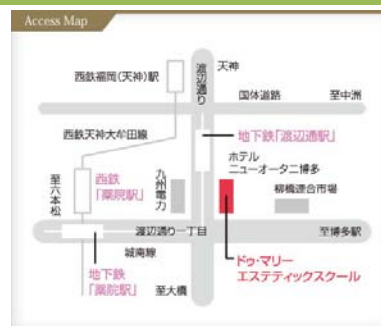 Access Map
西鉄福岡(天神)駅
渡辺通り
天神
国体道路
至中洲
西鉄天神大牟田線
地下鉄「渡辺通駅」
ホテル
ニューオータニ博多
至六本松
西鉄
「薬院駅」
九州電力
柳橋連合市場
渡辺通り一丁目
至博多駅
城南線
地下鉄
「薬院駅」
至大橋
ドゥ・マリー
エステティックスクール